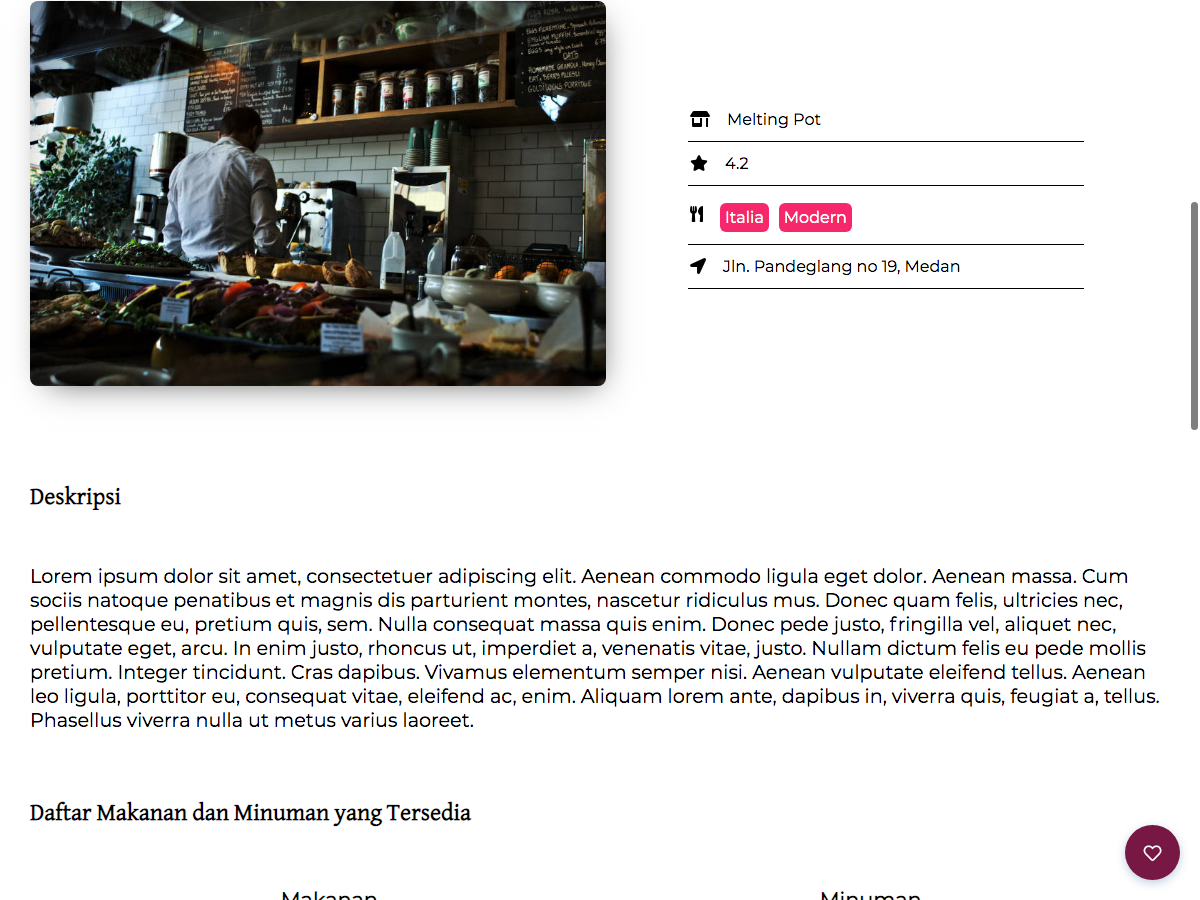 Melting Pot
4.2
Italia Modern
Jln. Pandeglang no 19, Medan
Deskripsi
Lorem ipsum dolor sit amet, consectetuer adipiscing elit. Aenean commodo ligula eget dolor. Aenean massa. Cum
sociis natoque penatibus et magnis dis parturient montes, nascetur ridiculus mus. Donec quam felis, ultricies nec,
pellentesque eu, pretium quis, sem. Nulla consequat massa quis enim. Donec pede justo, fringilla vel, aliquet nec,
vulputate eget, arcu. In enim justo, rhoncus ut, imperdiet a, venenatis vitae, justo. Nullam dictum felis eu pede mollis
pretium. Integer tincidunt. Cras dapibus. Vivamus elementum semper nisi. Aenean vulputate eleifend tellus. Aenean
leo ligula, porttitor eu, consequat vitae, eleifend ac, enim. Aliquam lorem ante, dapibus in, viverra quis, feugiat a, tellus.
Phasellus viverra nulla ut metus varius laoreet.
Daftar Makanan dan Minuman yang Tersedia
Makanan Minuman